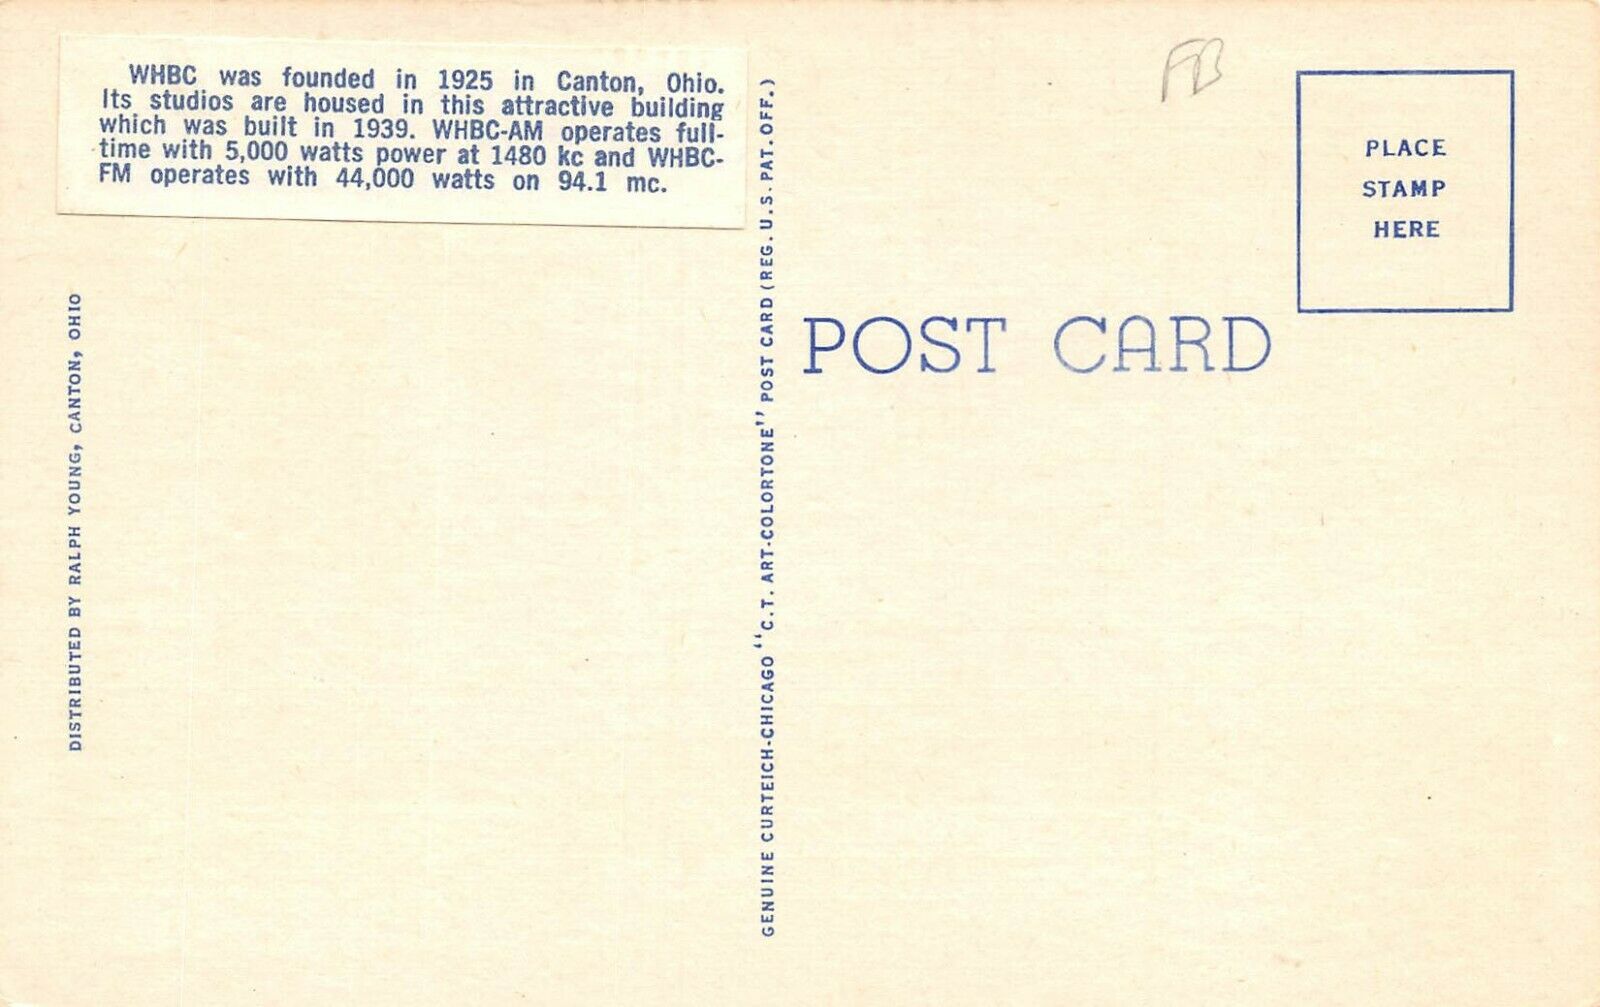 WHBC was founded in 1925 in Canton, Ohio.
Its studios are housed in this attractive building
which was built in 1939. WHBC-AM operates full-
time with 5,000 watts power at 1480 kc and WHBC-
FM operates with 44,000 watts on 94.1 mc.
DISTRIBUTED BY RALPH YOUNG, CANTON, OHIO
GENUINE CURTEICH-CHICAGO "C.T. ART-COLORTONE" POST CARD (REG. U.S. PAT. OFF.)
FB
PLACE
STAMP
HERE
POST CARD